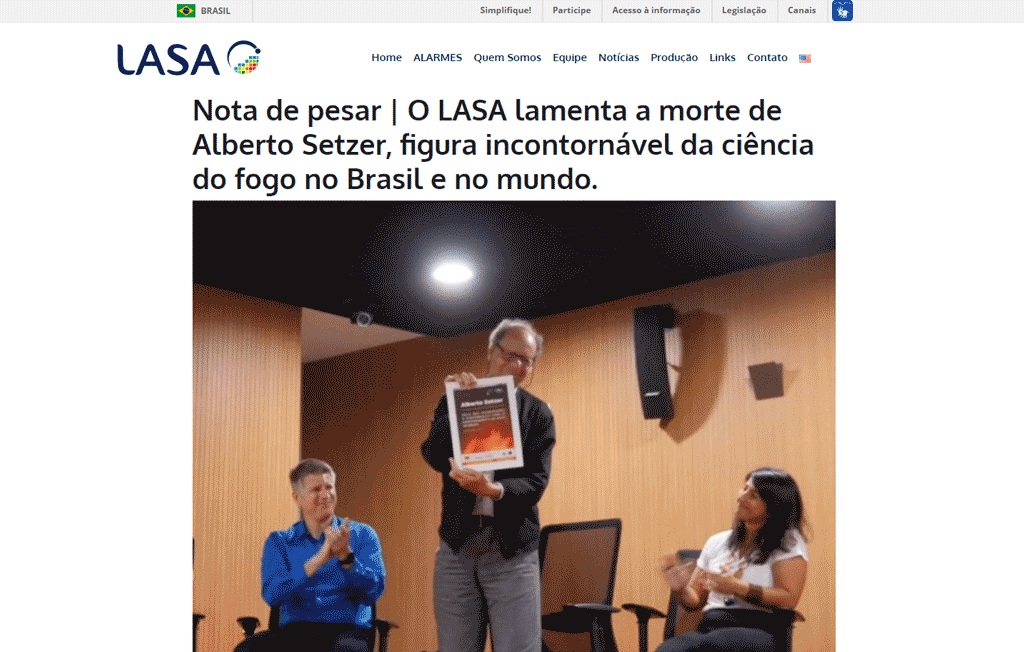 BRASIL
Simplifique!
Participe
Acesso à informação
Legislação
Canais
LASA
Home
ALARMES
Quem Somos
Equipe
Notícias
Produção
Links
Contato
Nota de pesar | O LASA lamenta a morte de
Alberto Setzer, figura incontornável da ciência
do fogo no Brasil e no mundo.
Alberto Setzer